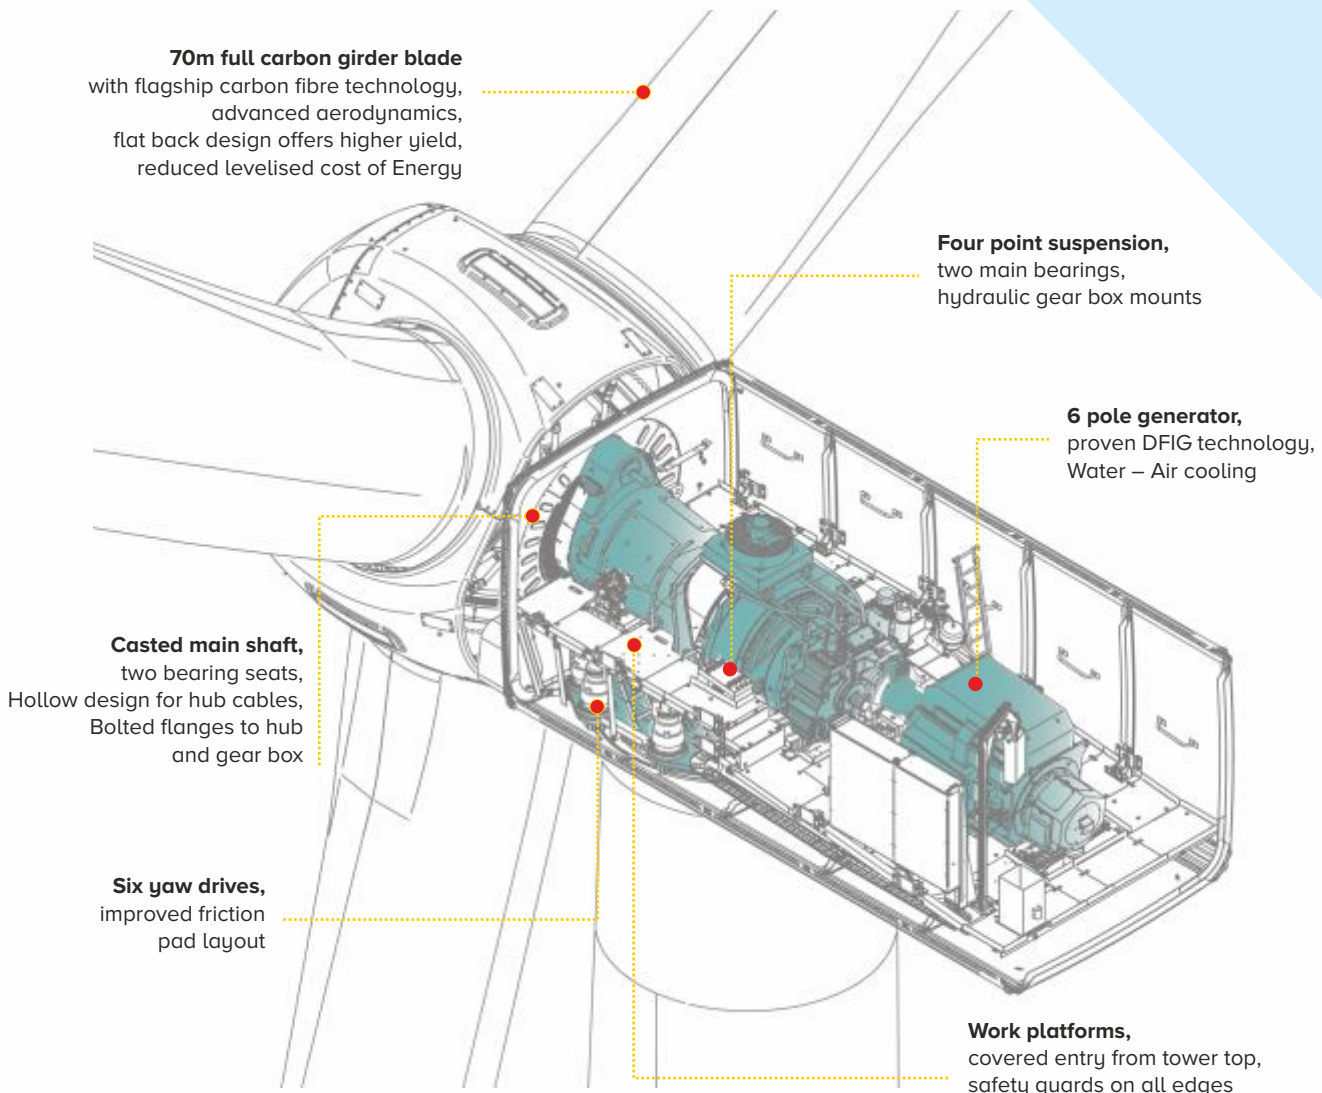 70m full carbon girder blade
with flagship carbon fibre technology,
advanced aerodynamics,
flat back design offers higher yield,
reduced levelised cost of Energy
Four point suspension,
two main bearings,
hydraulic gear box mounts
6 pole generator,
proven DFIG technology,
Water – Air cooling
Casted main shaft,
two bearing seats,
Hollow design for hub cables,
Bolted flanges to hub
and gear box
Six yaw drives,
improved friction
pad layout
Work platforms,
covered entry from tower top,
safety guards on all edges